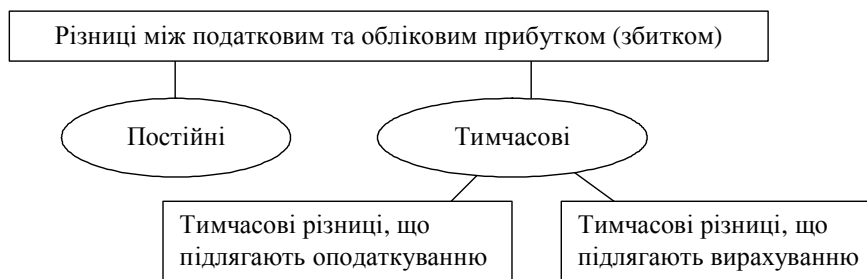 Різниці між податковим та обліковим прибутком (збитком)
Постійні
Тимчасові
Тимчасові різниці, що
підлягають оподаткуванню
Тимчасові різниці, що
підлягають вирахуванню